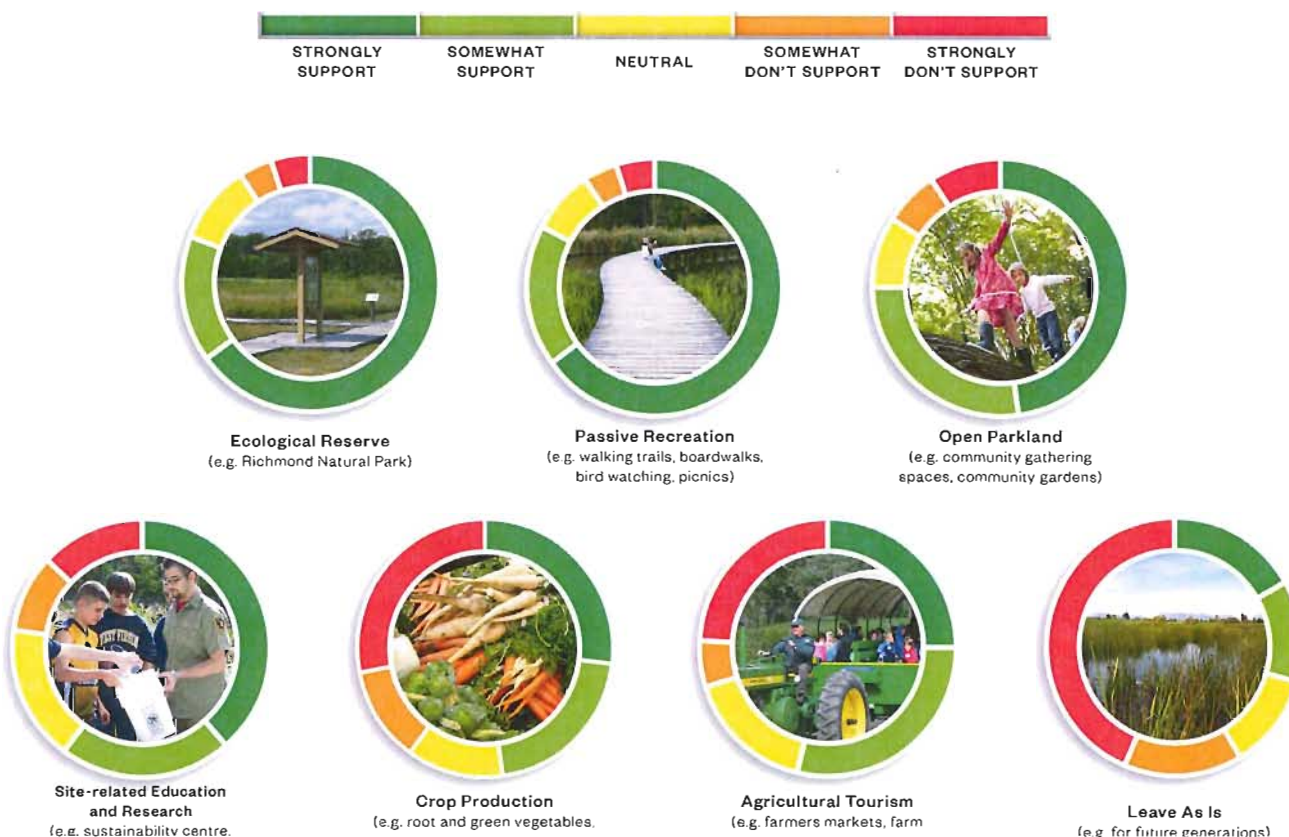 STRONGLY
SUPPORT
SOMEWHAT
SUPPORT
NEUTRAL
SOMEWHAT
DON'T SUPPORT
STRONGLY
DON'T SUPPORT
Ecological Reserve
(e.g. Richmond Natural Park)
Passive Recreation
(e.g. walking trails, boardwalks,
bird watching, picnics)
Open Parkland
(e.g. community gathering
spaces, community gardens)
Site-related Education
and Research
(e.g. sustainability centre,
Crop Production
(e.g. root and green vegetables,
Agricultural Tourism
(e.g. farmers markets, farm
Leave As Is
(e.g. for future generations)